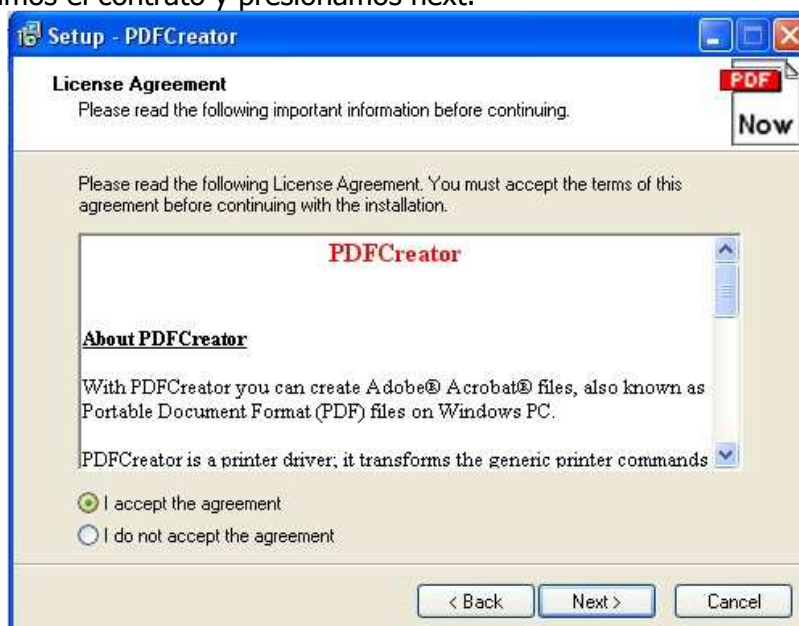 el contrato y presionamos next.
Setup - PDFCreator
License Agreement
Please read the following important information before continuing.
PDF
Now
Please read the following License Agreement. You must accept the terms of this
agreement before continuing with the installation.
PDFCreator
About PDFCreator
With PDFCreator you can create Adobe® Acrobat® files, also known as
Portable Document Format (PDF) files on Windows PC.
PDFCreator is a printer driver; it transforms the generic printer commands
I accept the agreement
I do not accept the agreement
< Back
Next >
Cancel